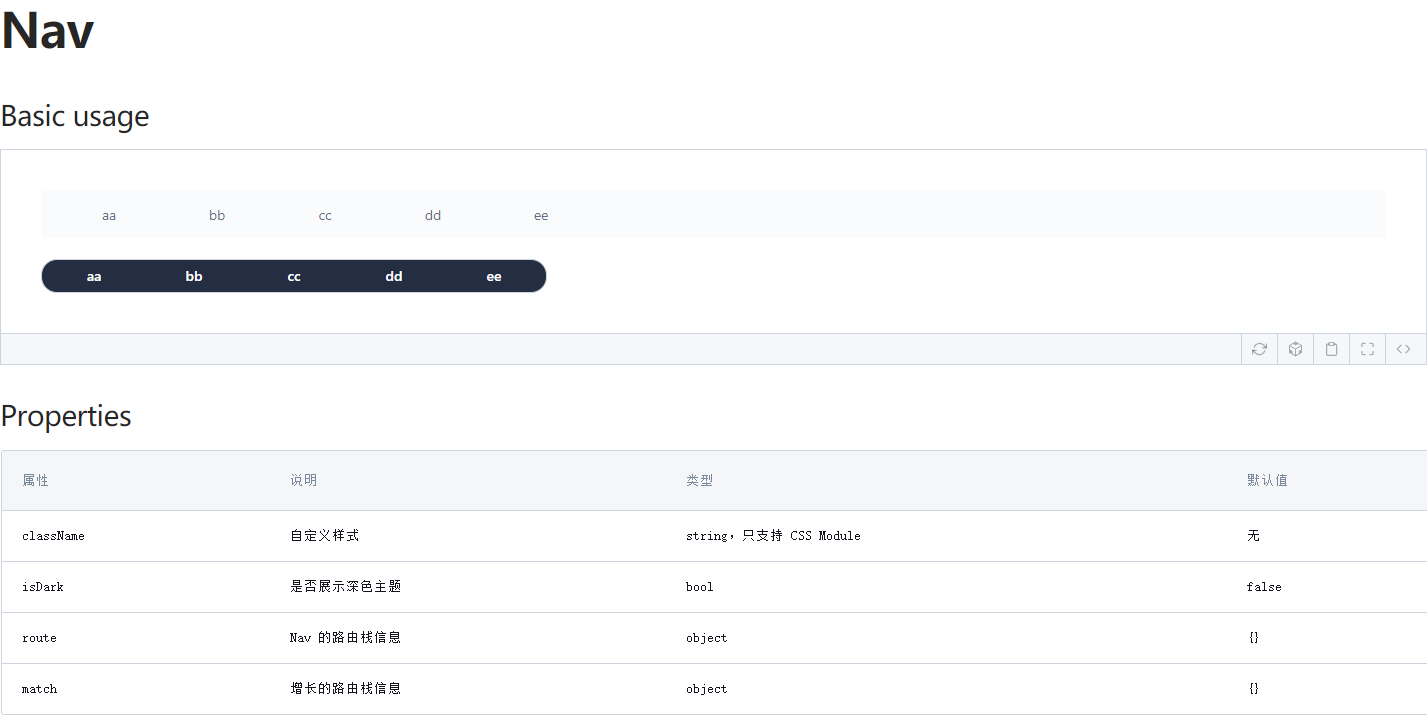 Nav
Basic usage
aa bb cc dd ee
aa bb cc dd ee
Properties
属性 说明 类型 默认值
className 自定义样式 string，只支持 CSS Module 无
isDark 是否展示深色主题 bool false
route Nav 的路由栈信息 object {}
match 增长的路由栈信息 object {}